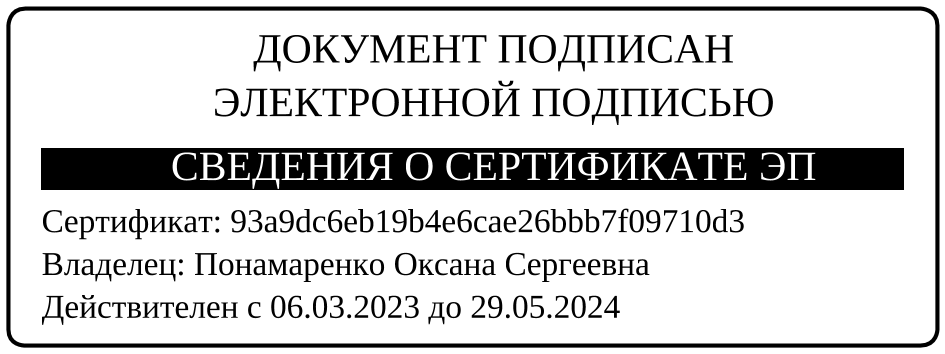 ДОКУМЕНТ ПОДПИСАН
ЭЛЕКТРОННОЙ ПОДПИСЬЮ
СВЕДЕНИЯ О СЕРТИФИКАТЕ ЭП
Сертификат: 93a9dc6eb19b4e6cae26bbb7f09710d3
Владелец: Понамаренко Оксана Сергеевна
Действителен с 06.03.2023 до 29.05.2024